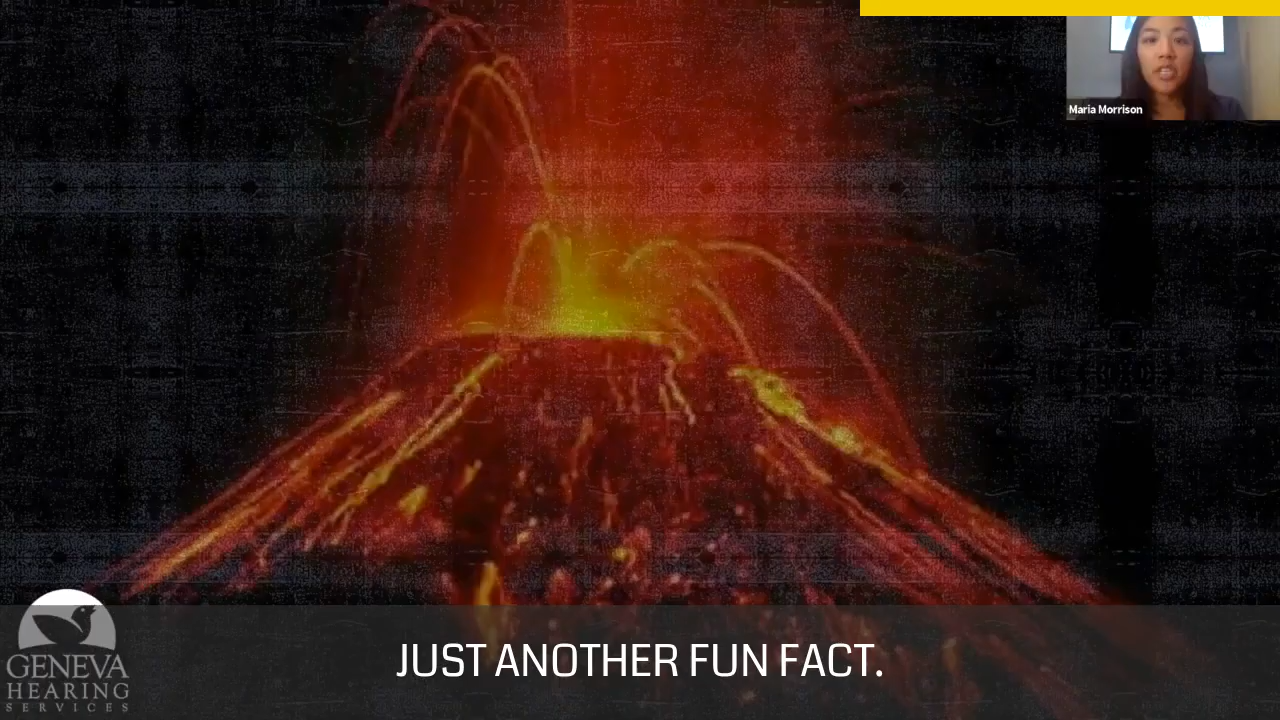 Maria Morrison
JUST ANOTHER FUN FACT.
GENEVA
HEARING
SERVICES